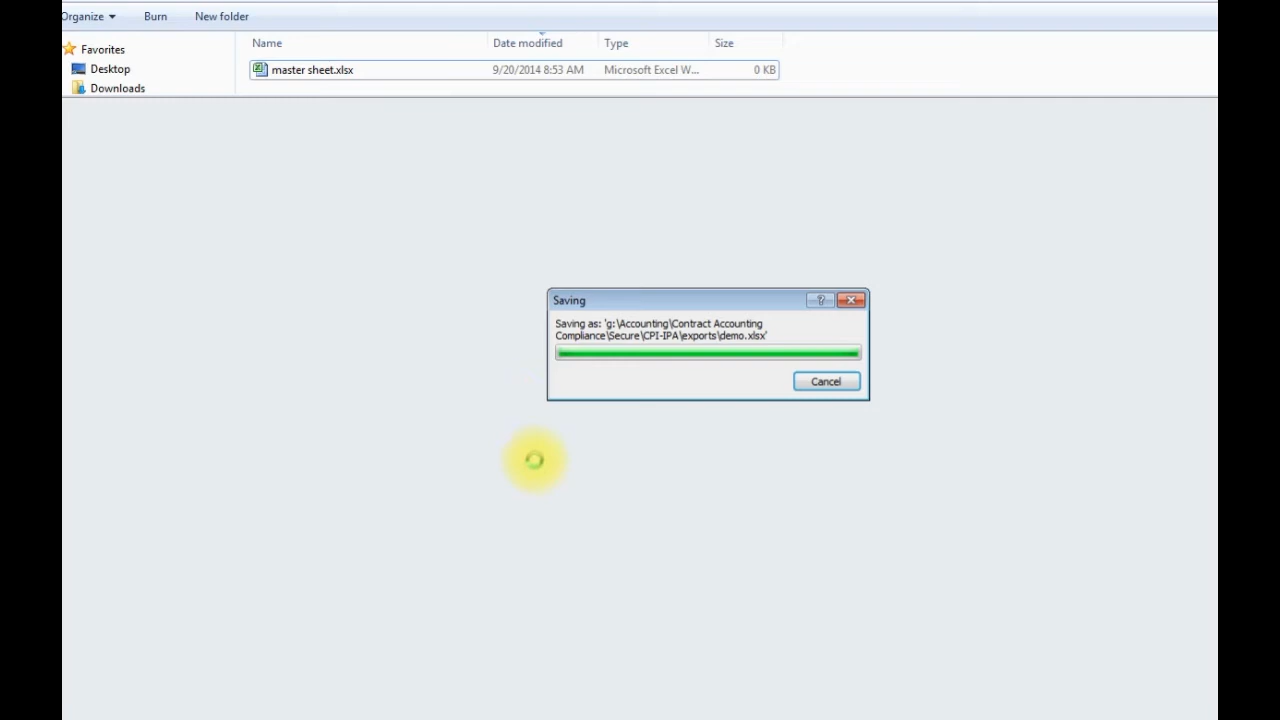 Organize Burn New folder
Name Date modified Type Size
Favorites
master sheet.xlsx 9/20/2014 8:53 AM Microsoft Excel W... 0 KB
Desktop
Downloads
Saving
Saving as: 'g:\Accounting\Contract Accounting
Compliance\Secure\CPI-IPA\exports\demo.xlsx'
Cancel